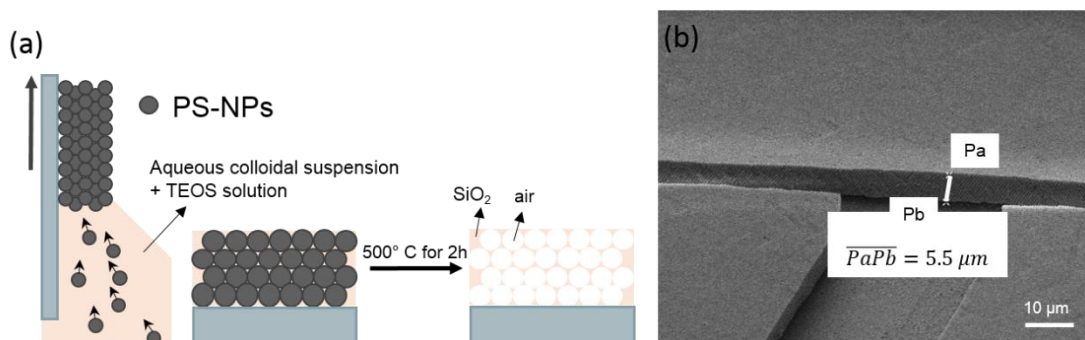 (a)
PS-NPs
Aqueous colloidal suspension
+ TEOS solution
SiO₂
air
500° C for 2h
(b)
Pa
Pb
PaPb = 5.5 μm
10 μm